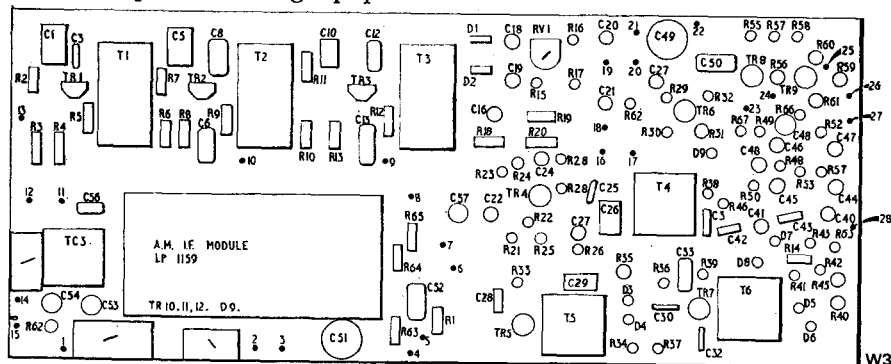 C1
C3
T1
C5
C8
T2
C10
C12
T3
D1
D2
C18
RV1
R16
C20
21
22
C49
C50
R55
R57
R58
R60
25
R59
R2
TR1
R7
TR2
R11
TR3
C19
R15
R17
19
20
C27
R29
R32
TR8
R56
TR9
24
R61
26
13
R5
R6
R8
R9
R12
C16
R19
C21
R62
TR6
23
R66
27
R3
R4
C6
R10
R13
C13
R18
R20
18
R30
R31
R67
R49
C48
R52
C47
10
9
16
17
D9
C46
R24
C24
R28
R23
TR4
R28
C25
T4
C48
R48
R53
R57
12
11
C56
8
R65
C57
C22
R22
C26
R38
R46
R50
C45
C44
C3
C42
C41
C43
C40
28
TC3
A.M. I.F. MODULE
LP 1159
7
R64
6
R21
R25
C27
R26
D7
R43
R63
R14
14
C54
C53
TR10.11,12. D9.
C52
R33
C29
R35
R36
C33
R39
D8
T6
R42
R41
R45
R62
15
C51
R63
R1
C28
TR5
T5
D3
D4
C30
TR7
D5
R40
D6
1
2
3
5
4
R34
R37
C32
W3